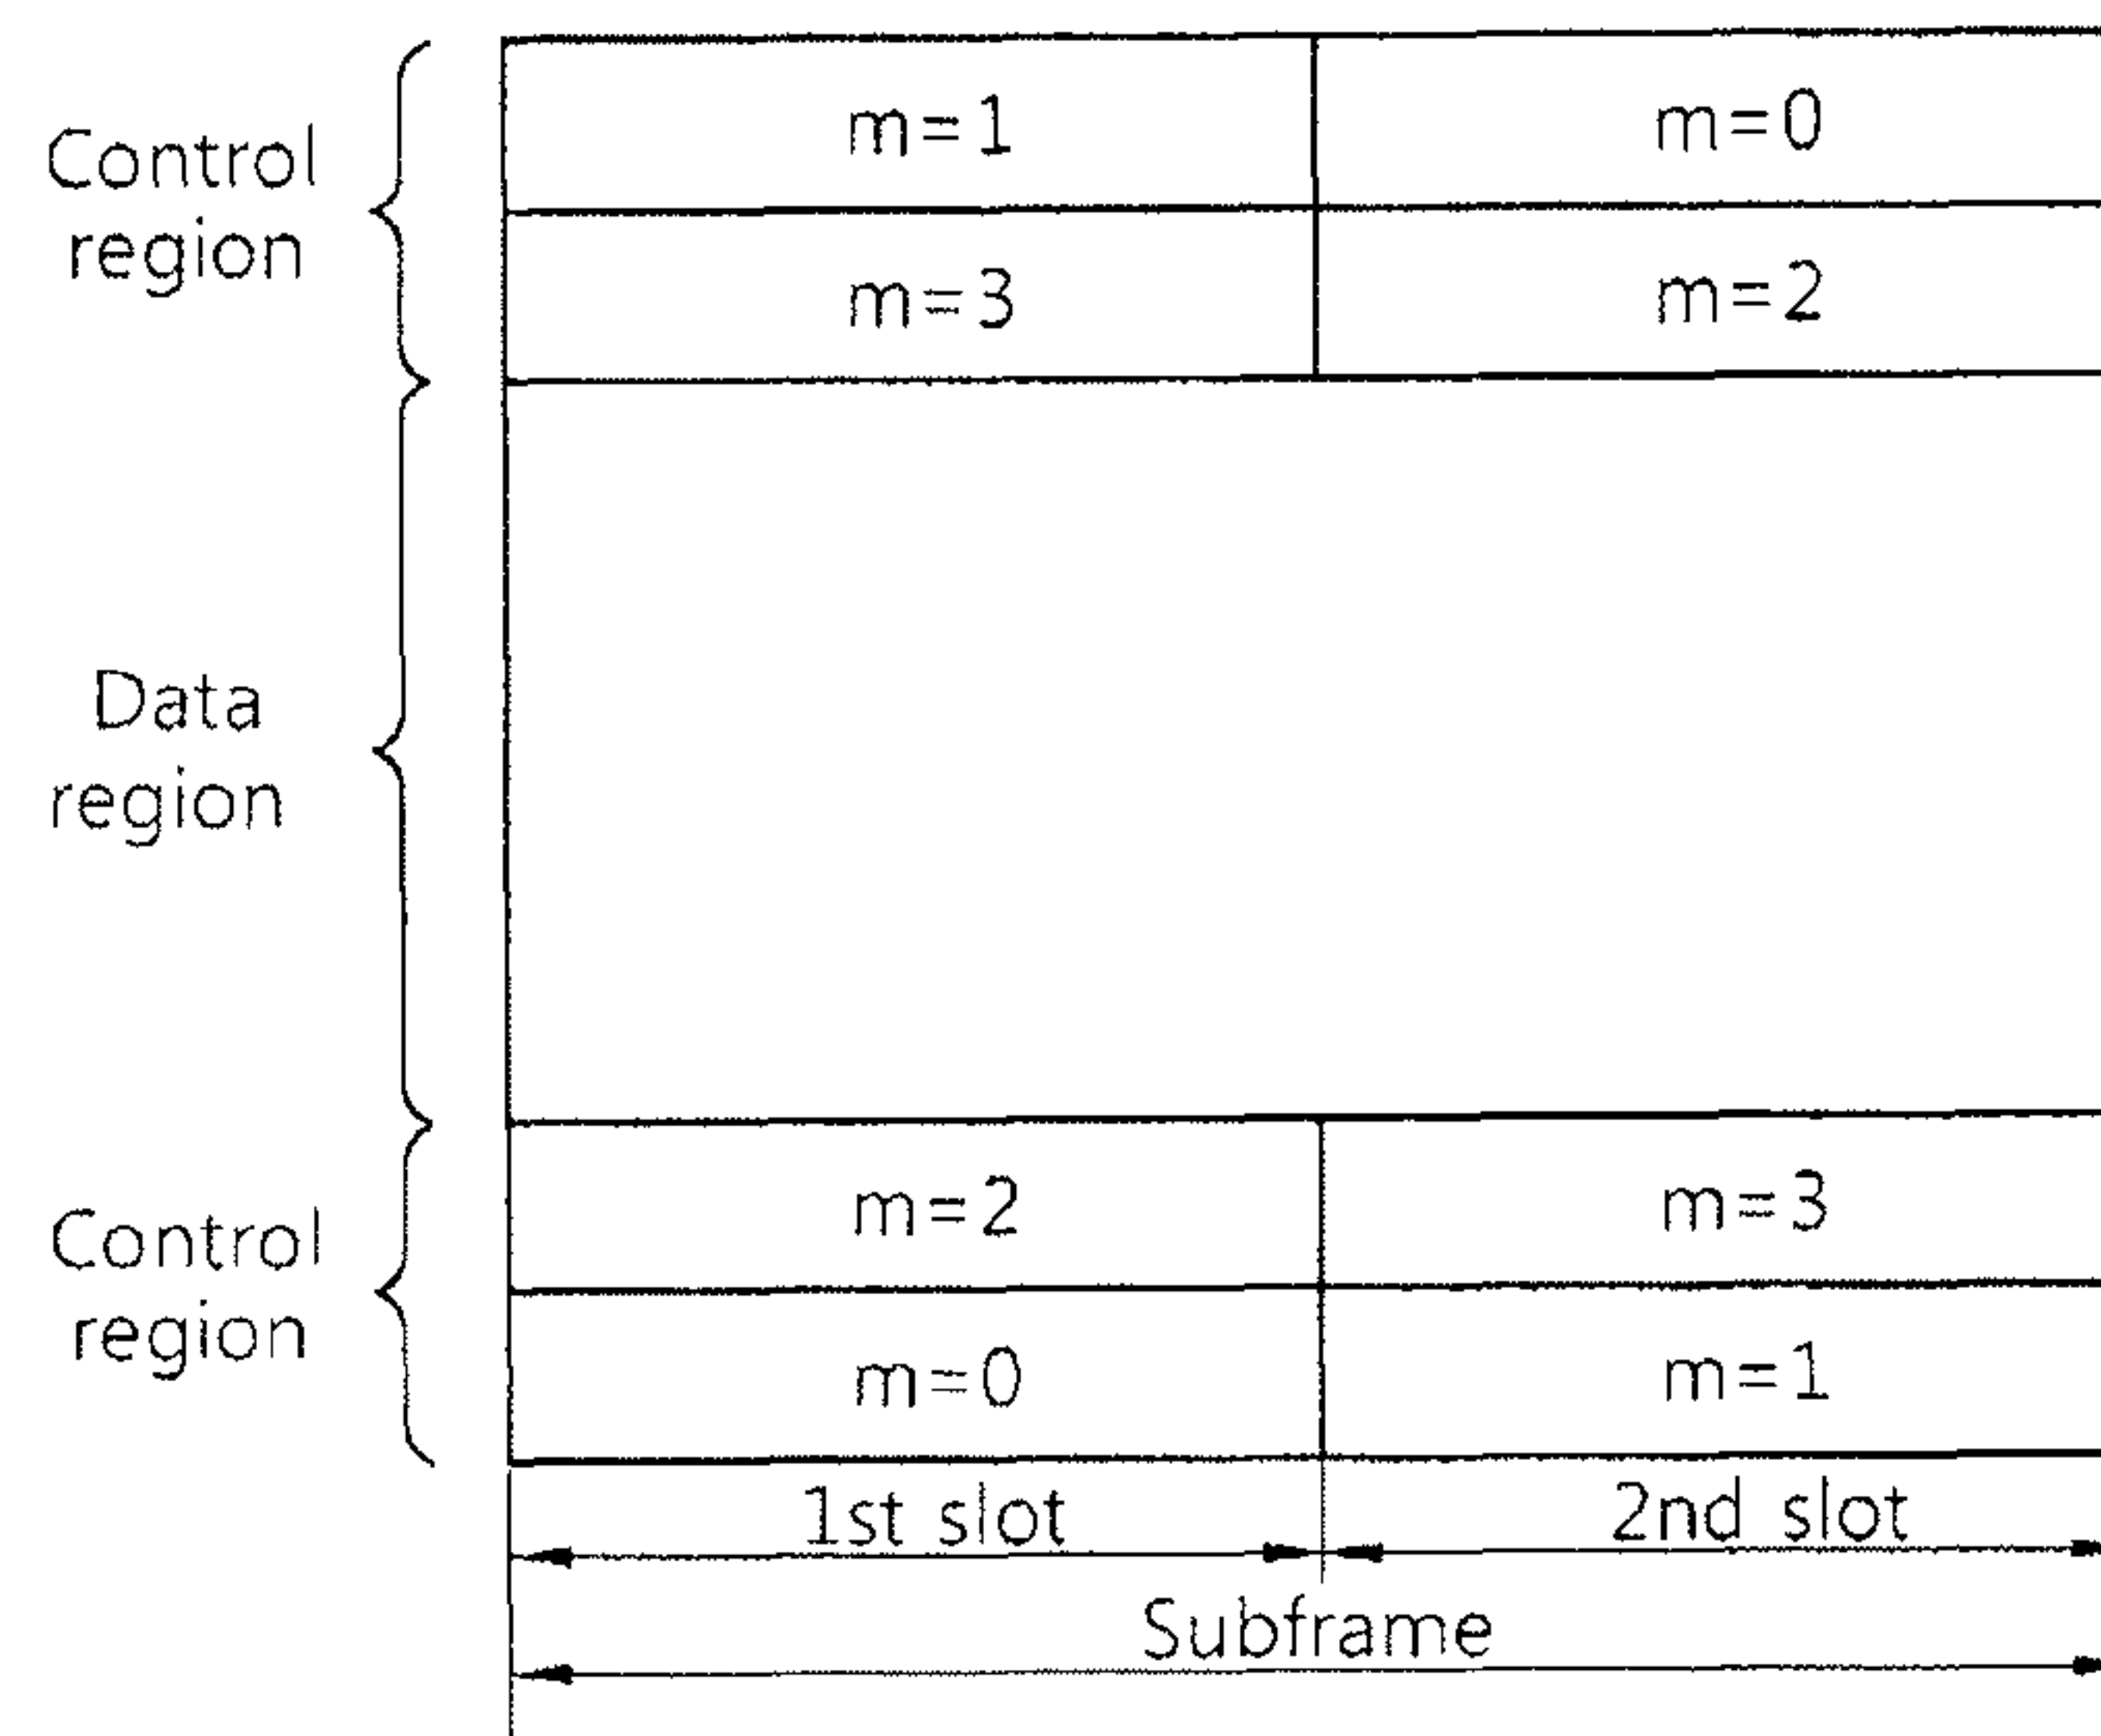 Control
region
m=1
m=0
m=3
m=2
Data
region
Control
region
m=2
m=3
m=0
m=1
1st slot
2nd slot
Subframe